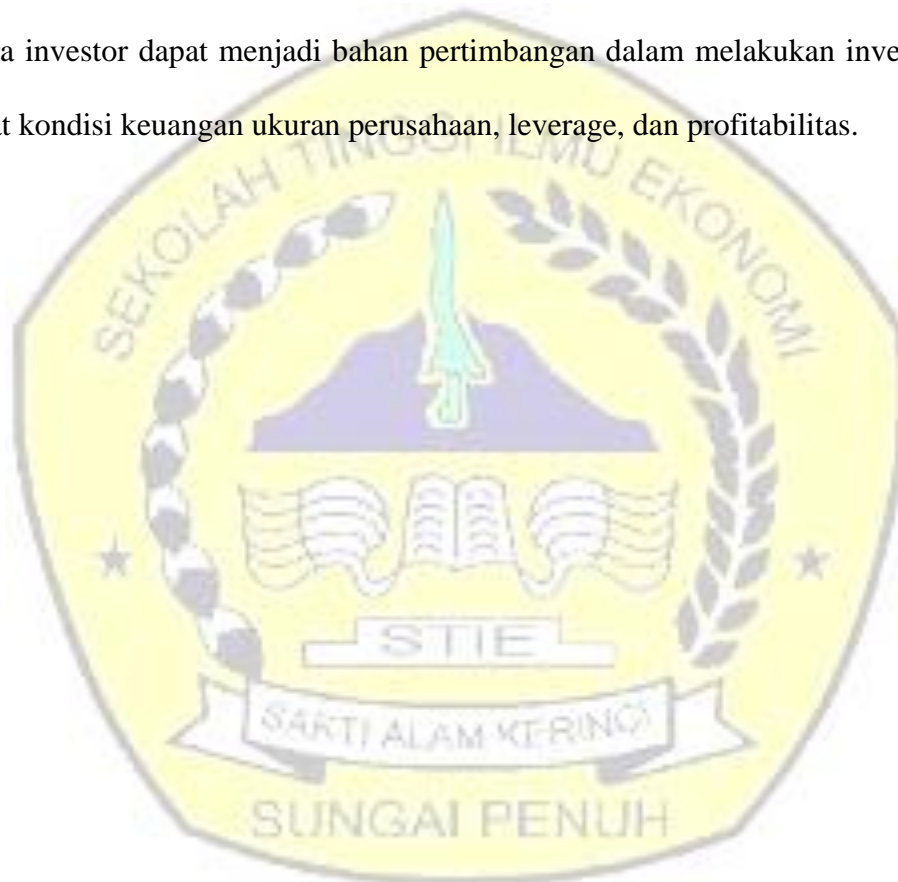 a investor dapat menjadi bahan pertimbangan dalam melakukan inve
t kondisi keuangan ukuran perusahaan, leverage, dan profitabilitas.
SEKOLAH TINGGI ILMU EKONOMI
STIE
SAKTI ALAM KERINCI
SUNGAI PENUH